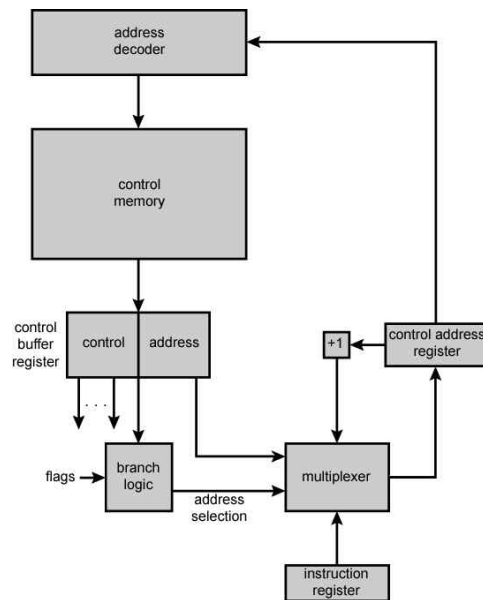 address
decoder
control
memory
control
buffer
register
control
address
+1
control address
register
. . .
flags
branch
logic
address
selection
multiplexer
instruction
register